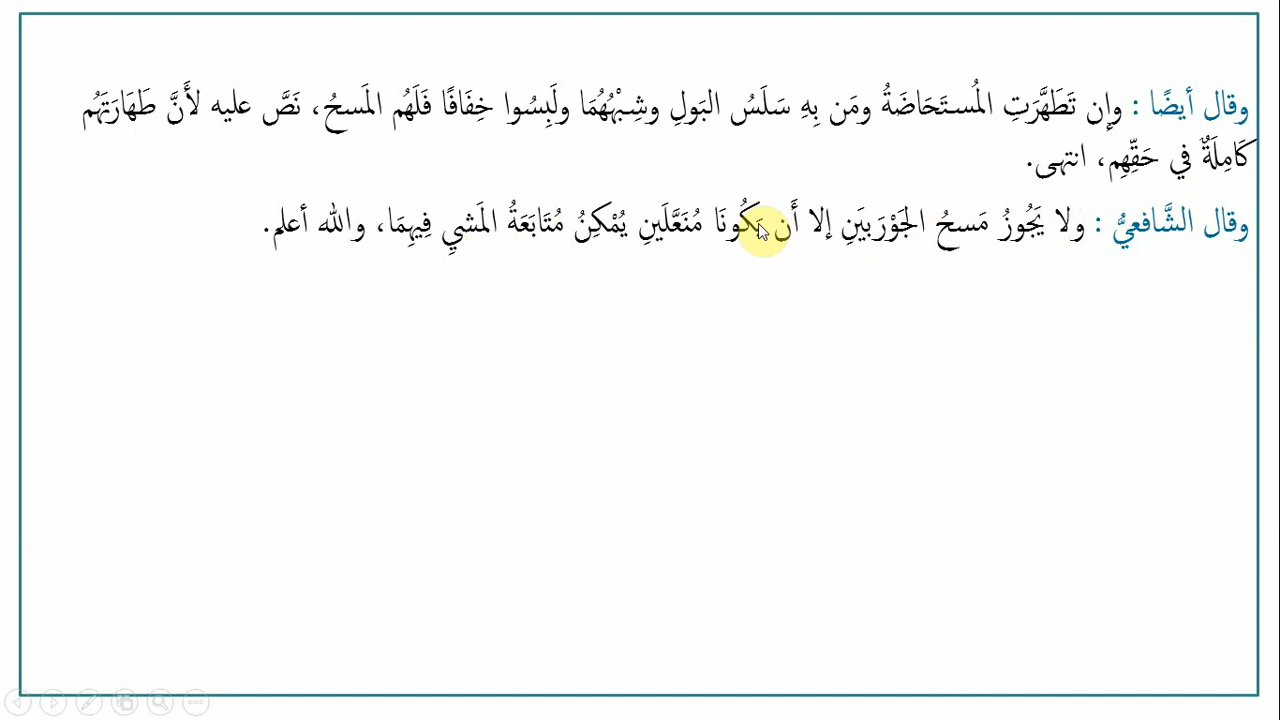 وقال أيضًا : وإن تَطَهَّرَتِ المُستَحَاضَةُ ومَن بِهِ سَلَسُ البَولِ وشِبْهُهُمَا ولَبِسُوا خِفَافًا فَلَهُم المَسحُ، نَصَّ عليه لأَنَّ طَهَارَتَهُم
كَامِلَةٌ في حَقِّهِم، انتهى.
وقال الشَّافعيُّ : ولا يَجُوزُ مَسحُ الجَوْرَبَينِ إلا أَن يَكُونَا مُنَعَّلَينِ يُمْكِنُ مُتَابَعَةُ المَشيِ فِيهِمَا، والله أعلم.